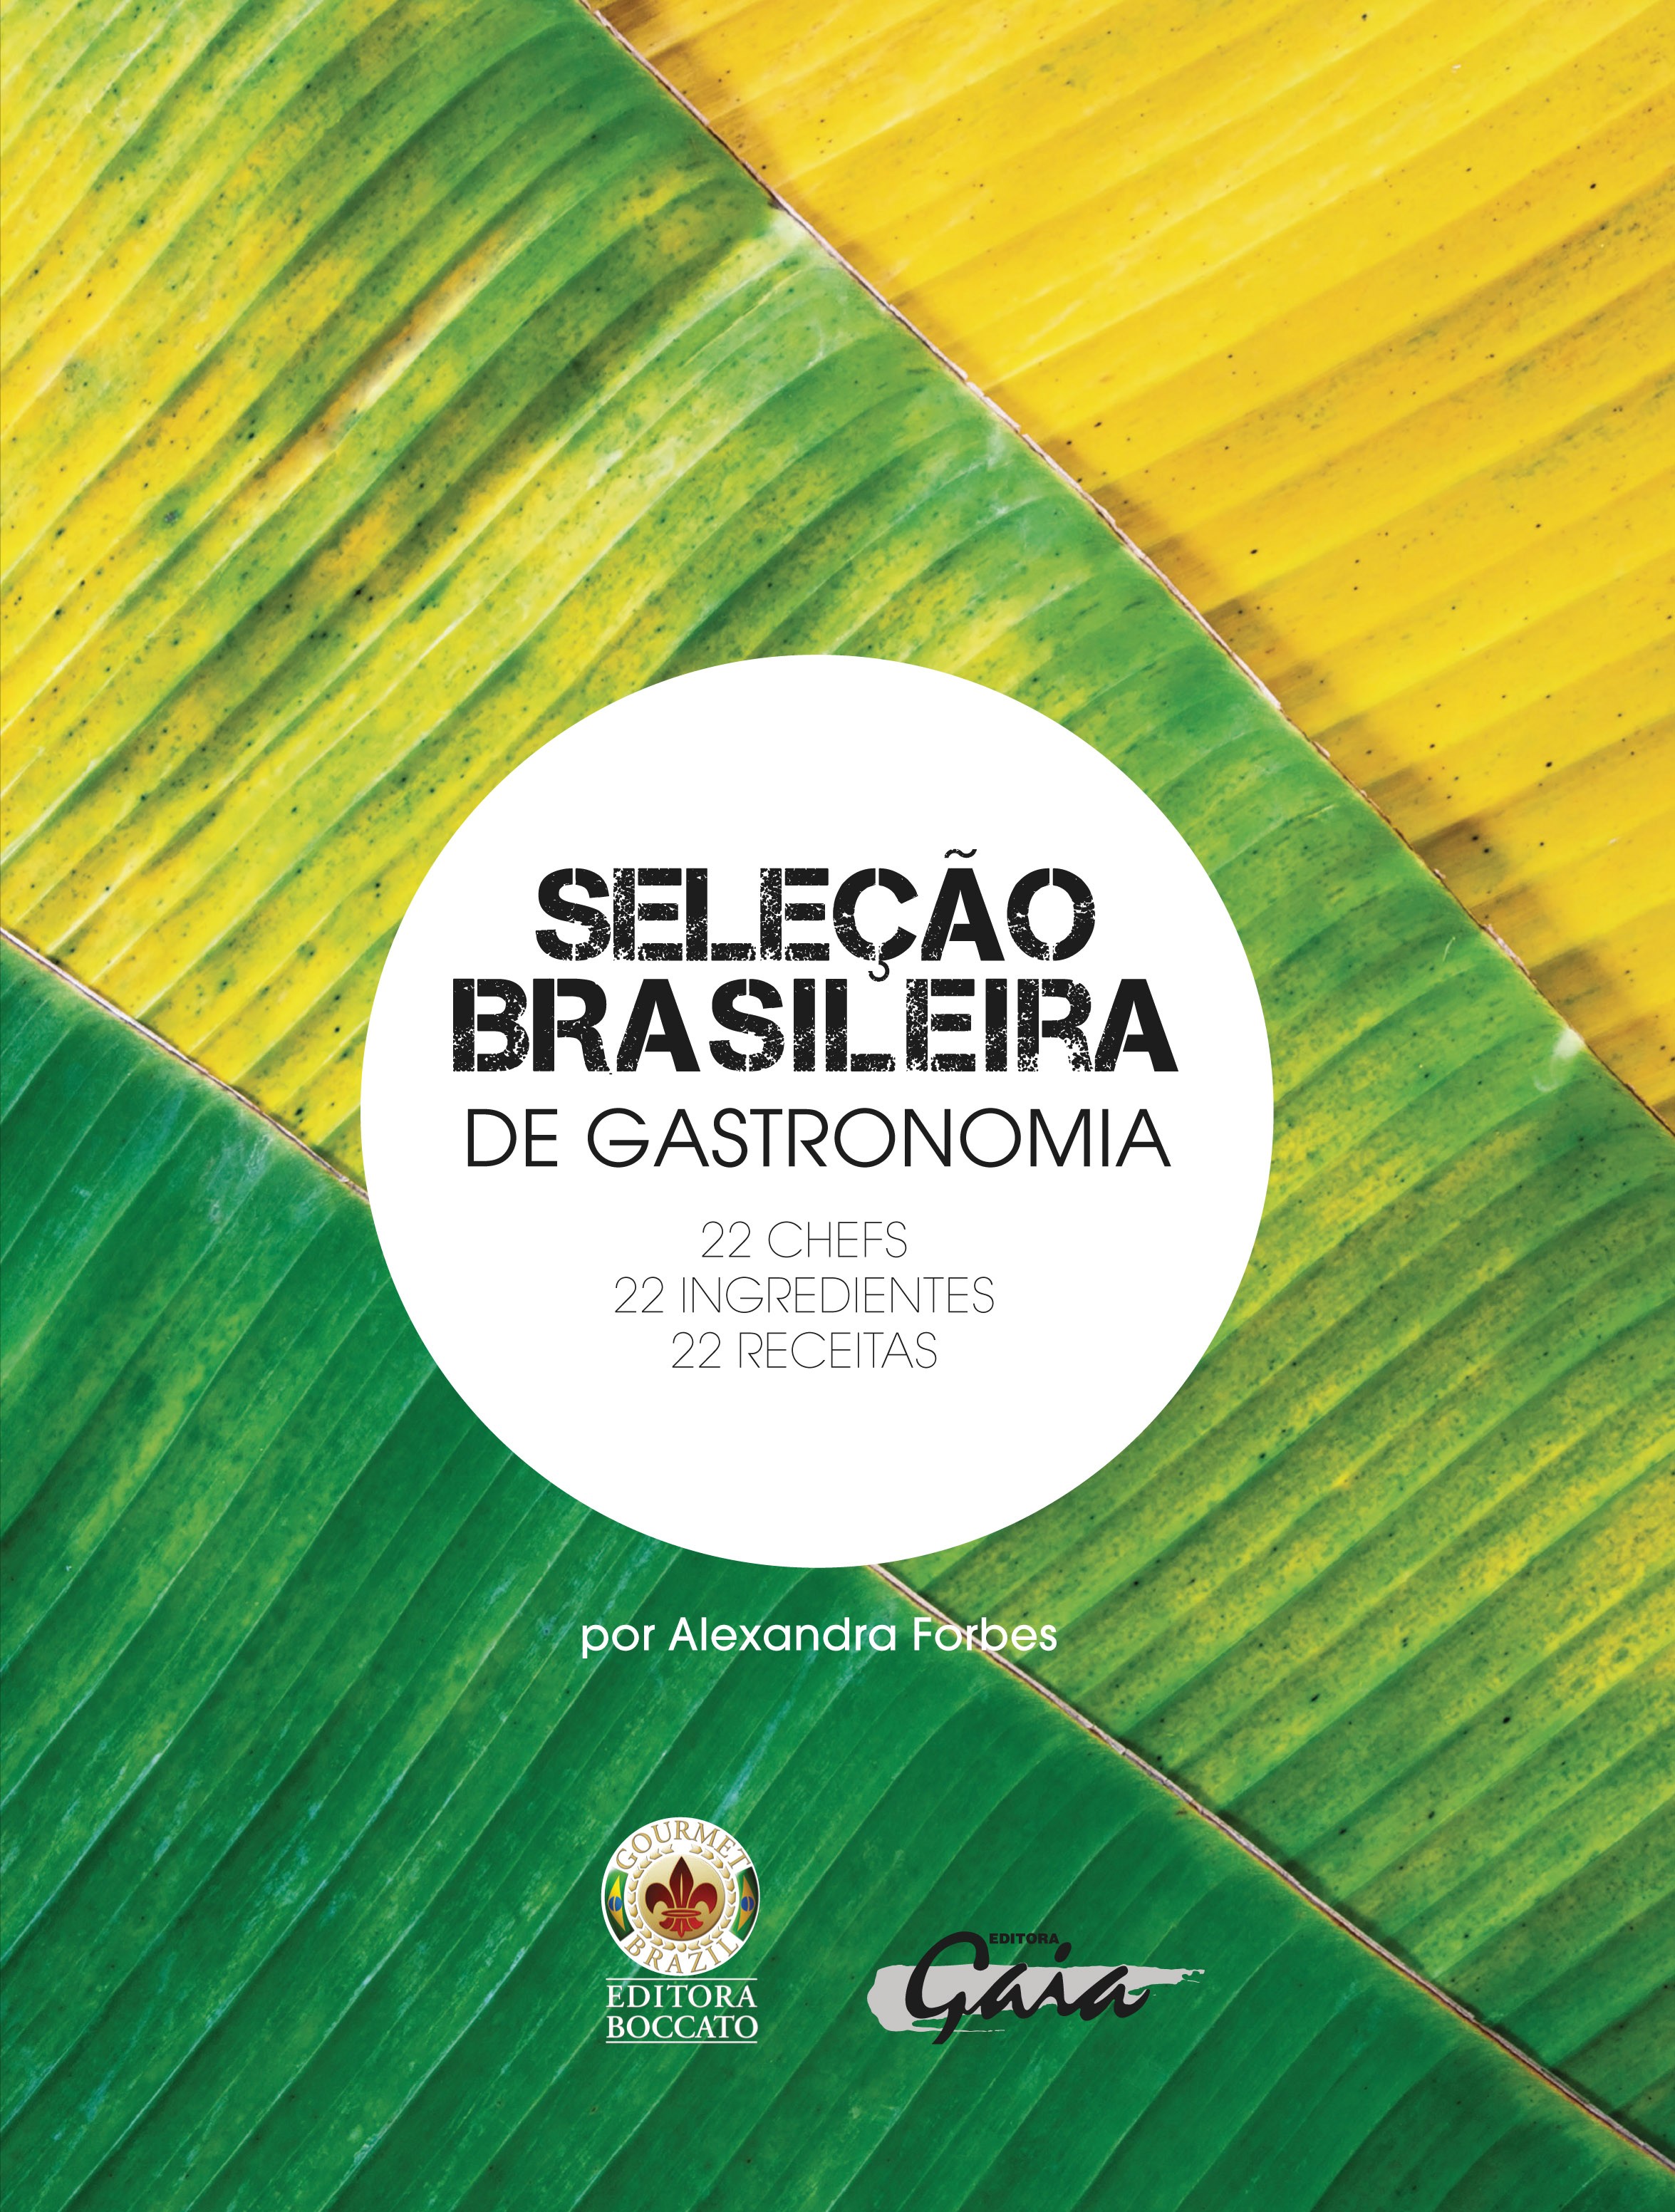 SELEÇÃO
BRASILEIRA
DE GASTRONOMIA
22 CHEFS
22 INGREDIENTES
22 RECEITAS
por Alexandra Forbes
GOURMET
BRAZIL
EDITORA
BOCCATO
EDITORA
Gaia